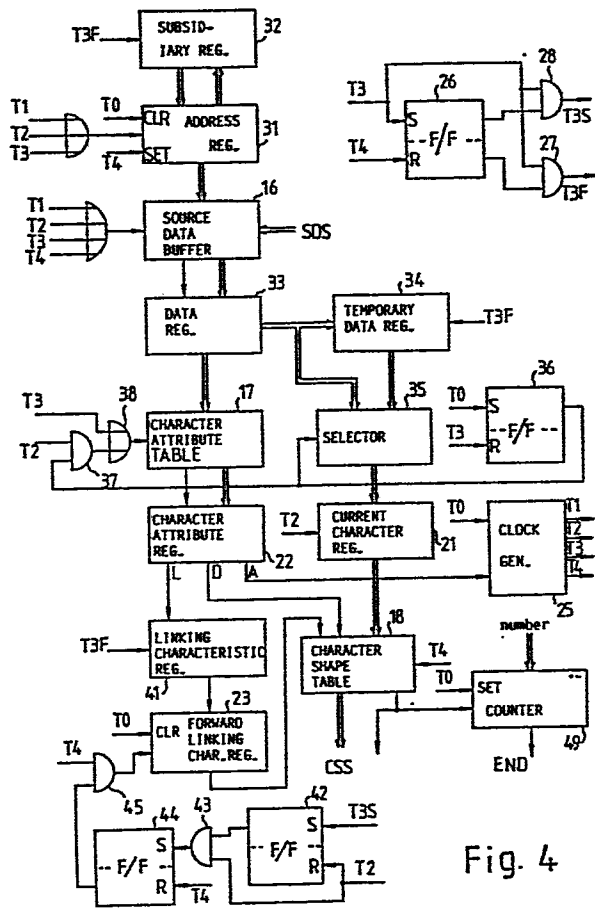 T3F
SUBSID-
IARY REG.
32
T1
T2
T3
T0
CLR
ADDRESS
REG.
T4
SET
31
T3
26
S
F/F
R
T4
28
T3S
27
T3F
T1
T2
T3
T4
16
SOURCE
DATA
BUFFER
SDS
33
DATA
REG.
34
TEMPORARY
DATA REG.
T3F
T3
38
T2
37
17
CHARACTER
ATTRIBUTE
TABLE
35
SELECTOR
36
T0
S
F/F
T3
R
CHARACTER
ATTRIBUTE
REG.
22
L
D
A
T2
CURRENT
CHARACTER
REG.
21
T0
CLOCK
GEN.
T1
T2
T3
T4
25
T3F
LINKING
CHARACTERISTIC
REG.
41
18
CHARACTER
SHAPE
TABLE
T4
CSS
number
T0
SET
COUNTER
49
END
T0
23
CLR
FORWARD
LINKING
CHAR.REG.
T4
45
44
S
F/F
R
T4
43
42
S
F/F
R
T3S
T2
Fig. 4